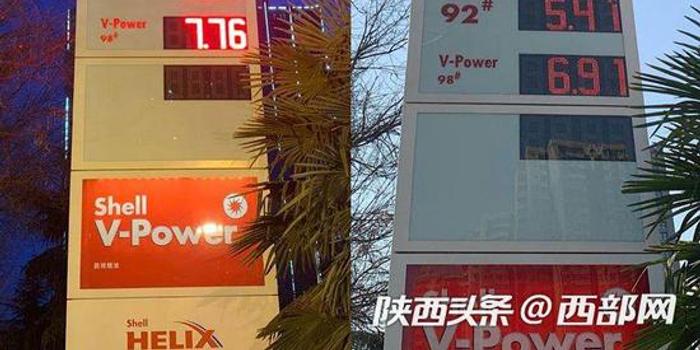 V-Power
98# 7.76
Shell
V-Power
Shell
HELIX
92# 5.41
V-Power
98# 6.91
V-Power
陕西头条@西部网